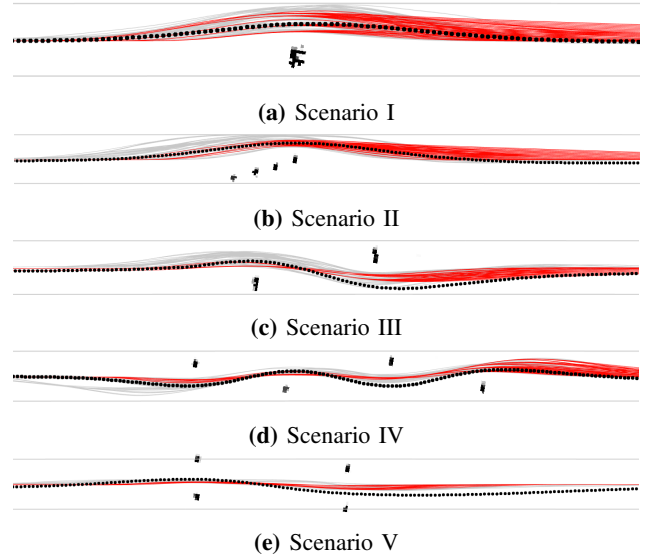 (a) Scenario I
(b) Scenario II
(c) Scenario III
(d) Scenario IV
(e) Scenario V